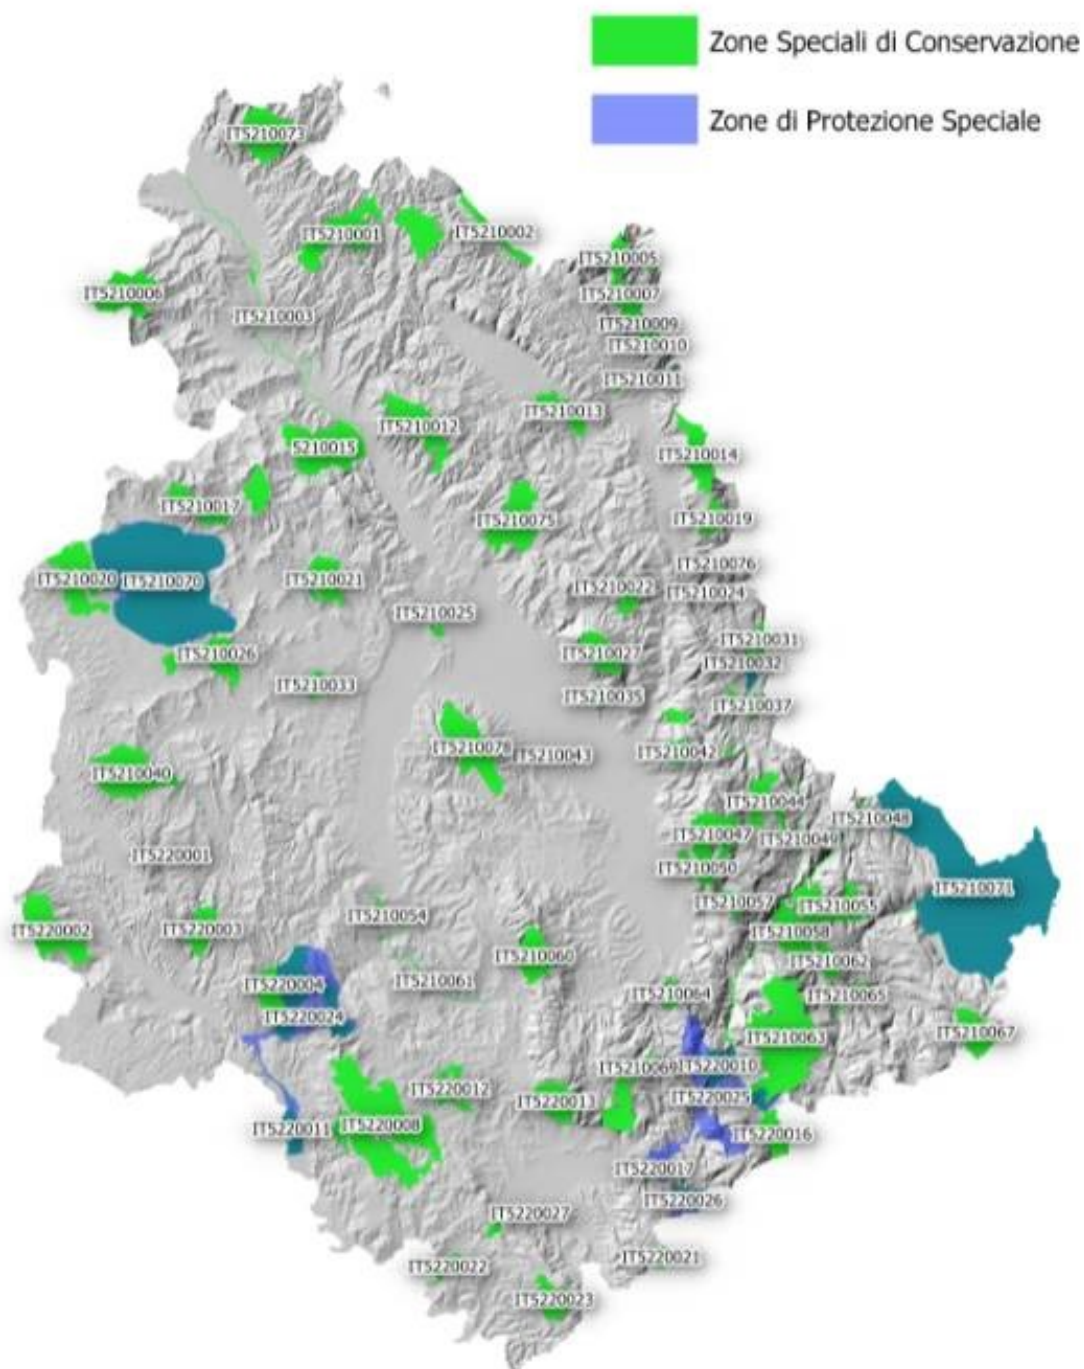 Zone Speciali di Conservazione
Zone di Protezione Speciale
IT5210073
IT5210001
IT5210002
IT5210005
IT5210006
IT5210007
IT5210003
IT5210009
IT5210010
IT5210011
IT5210012
IT5210013
5210015
IT5210014
IT5210017
IT5210075
IT5210019
IT5210076
IT5210020
IT5210070
IT5210021
IT5210022
IT5210024
IT5210025
IT5210031
IT5210026
IT5210027
IT5210032
IT5210033
IT5210035
IT5210037
IT5210078
IT5210043
IT5210042
IT5210040
IT5210044
IT5210048
IT5210047
IT5210049
IT5220001
IT5210050
IT5210071
IT5210057
IT5210055
IT5210054
IT5220002
IT5220003
IT5210058
IT5210060
IT5210062
IT5220004
IT5210061
IT5210064
IT5210065
IT5220024
IT5210063
IT5210067
IT5210069
IT5220010
IT5220012
IT5220013
IT5220025
IT5220011
IT5220008
IT5220016
IT5220017
IT5220026
IT5220027
IT5220021
IT5220022
IT5220023